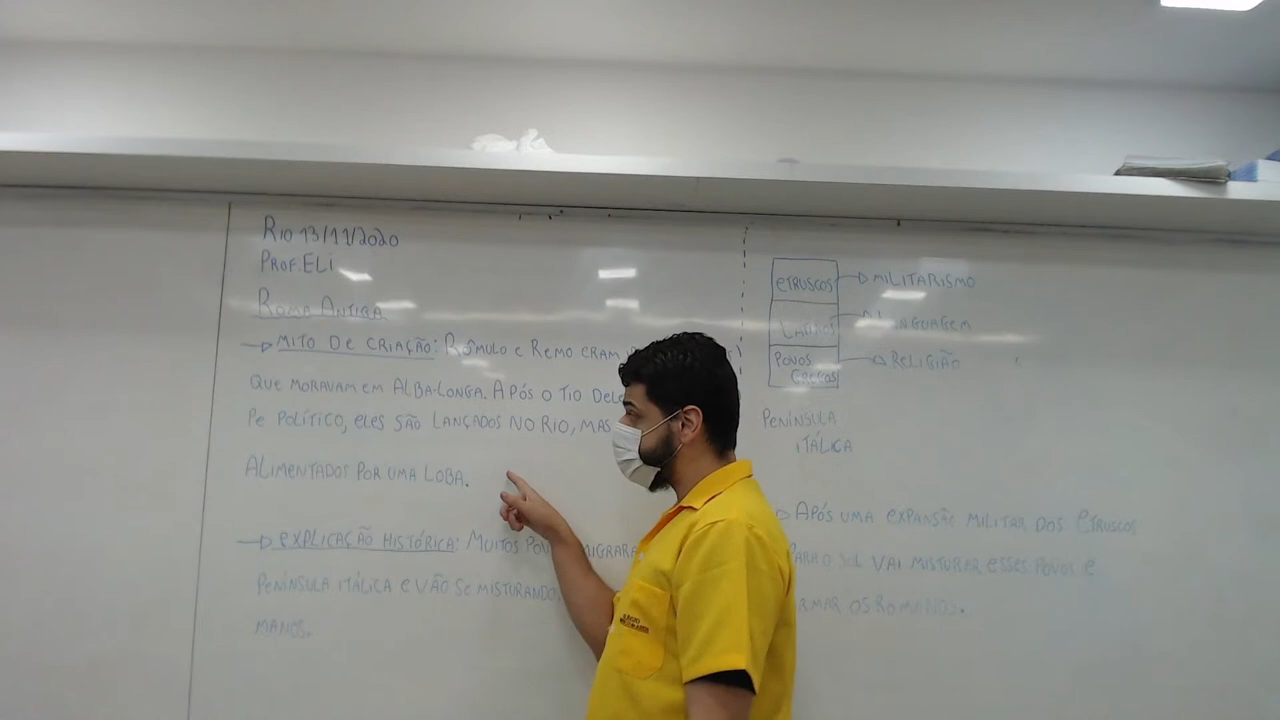 RIO 13/11/2020
PROF. ELI
ROMA ANTIGA
MITO DE CRIAÇÃO: RÔMULO E REMO ERAM
QUE MORAVAM EM ALBA-LONGA. APÓS O TIO DELE
PE POLÍTICO, ELES SÃO LANÇADOS NO RIO, MAS
ALIMENTADOS POR UMA LOBA.
EXPLICAÇÃO HISTÓRICA: MUITOS POV MIGRARA
PENÍNSULA ITÁLICA E VÃO SE MISTURANDO
MANOS.
ETRUSCOS MILITARISMO
LATINOS LINGUAGEM
POVOS RELIGIÃO
GREGOS
PENÍNSULA
ITÁLICA
APÓS UMA EXPANSÃO MILITAR DOS ETRUSCOS
PARA O SUL VAI MISTURAR ESSES POVOS E
RMAR OS ROMANOS.